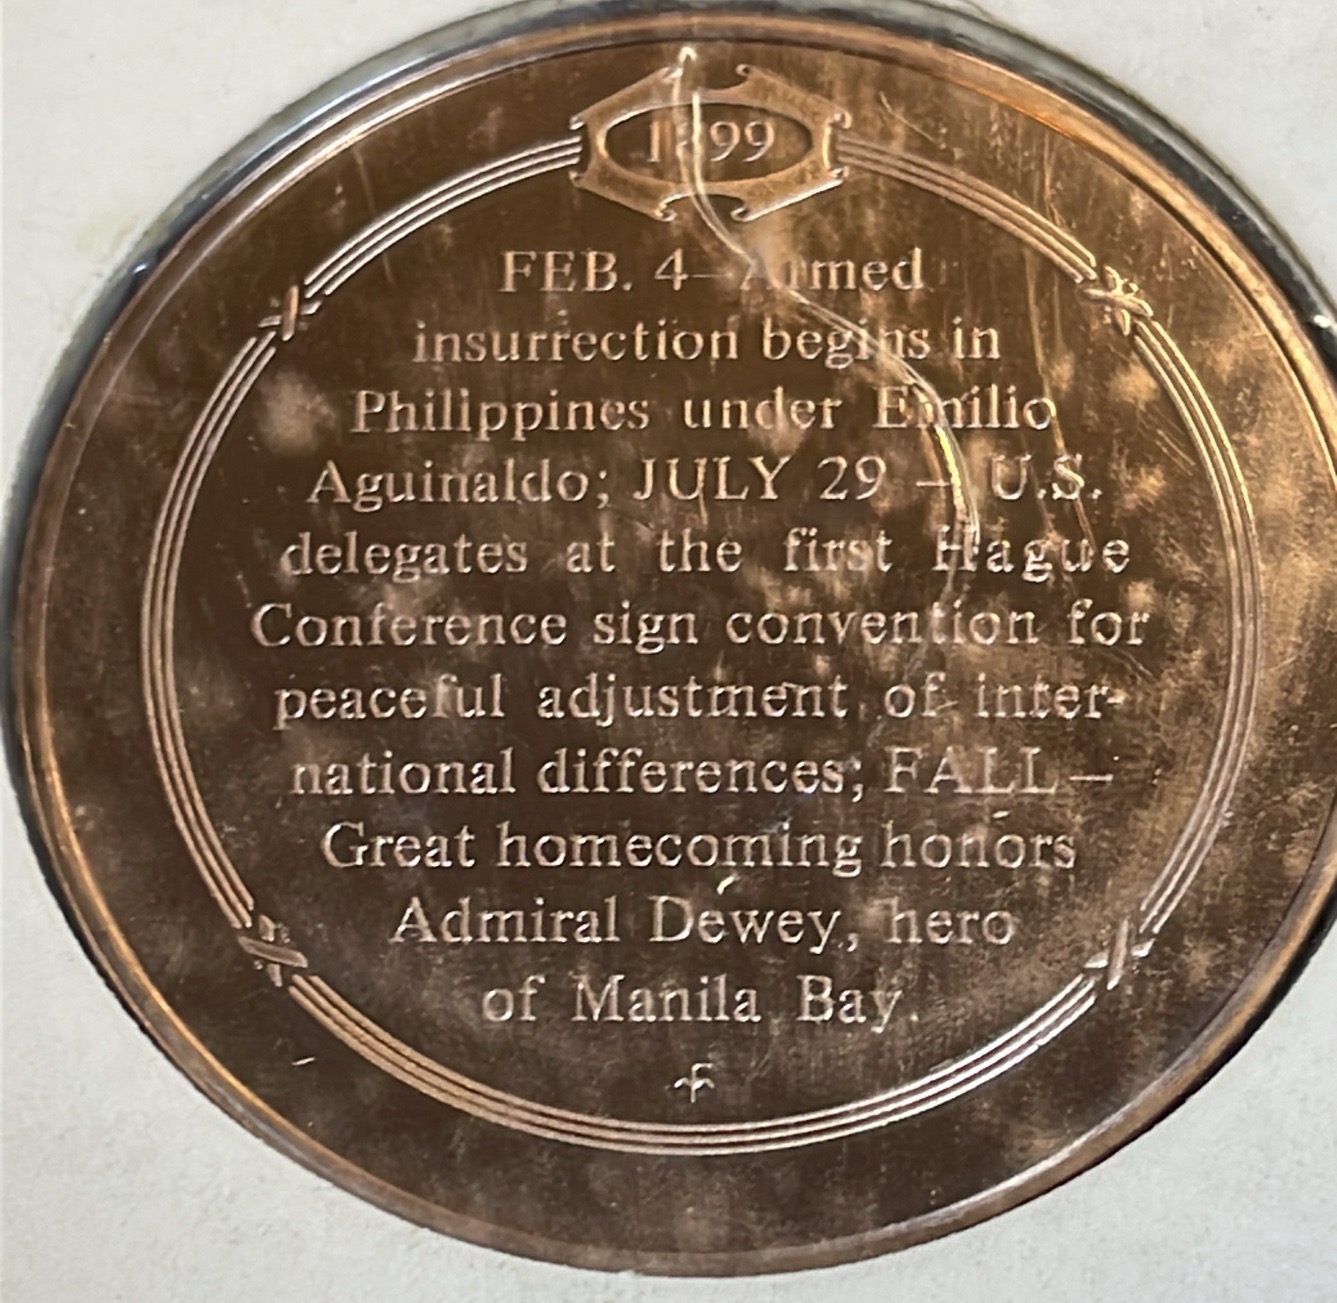 1899
FEB. 4—Armed
insurrection begins in
Philippines under Emilio
Aguinaldo; JULY 29 — U.S.
delegates at the first Hague
Conference sign convention for
peaceful adjustment of inter-
national differences; FALL —
Great homecoming honors
Admiral Dewey, hero
of Manila Bay.